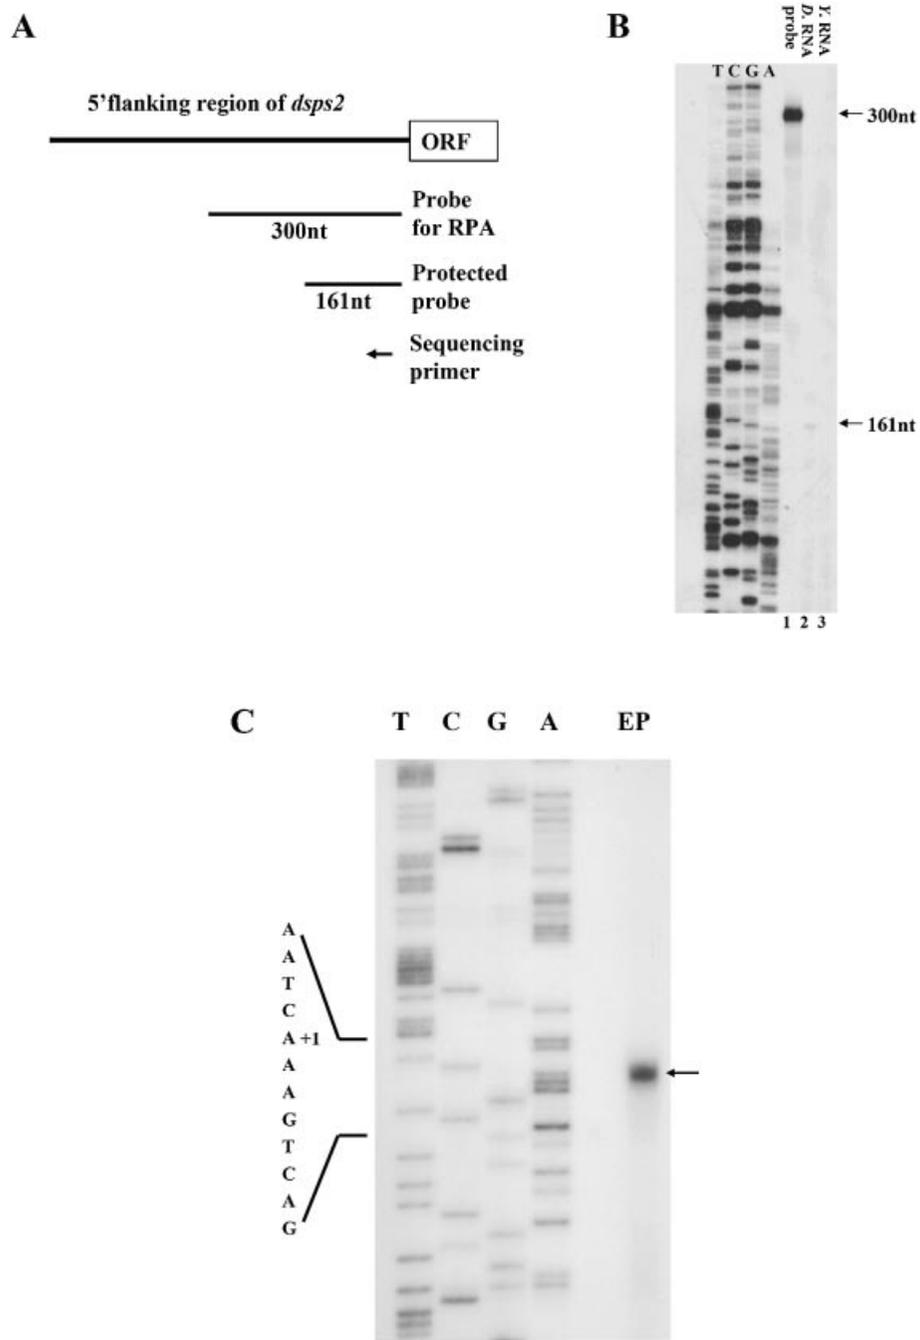 A
5'flanking region of dsps2
ORF
Probe
for RPA
300nt
Protected
probe
161nt
Sequencing
primer
B
probe
D. RNA
Y. RNA
T C G A
300nt
161nt
1 2 3
C
T C G A EP
A
A
T
C
A +1
A
A
G
T
C
A
G